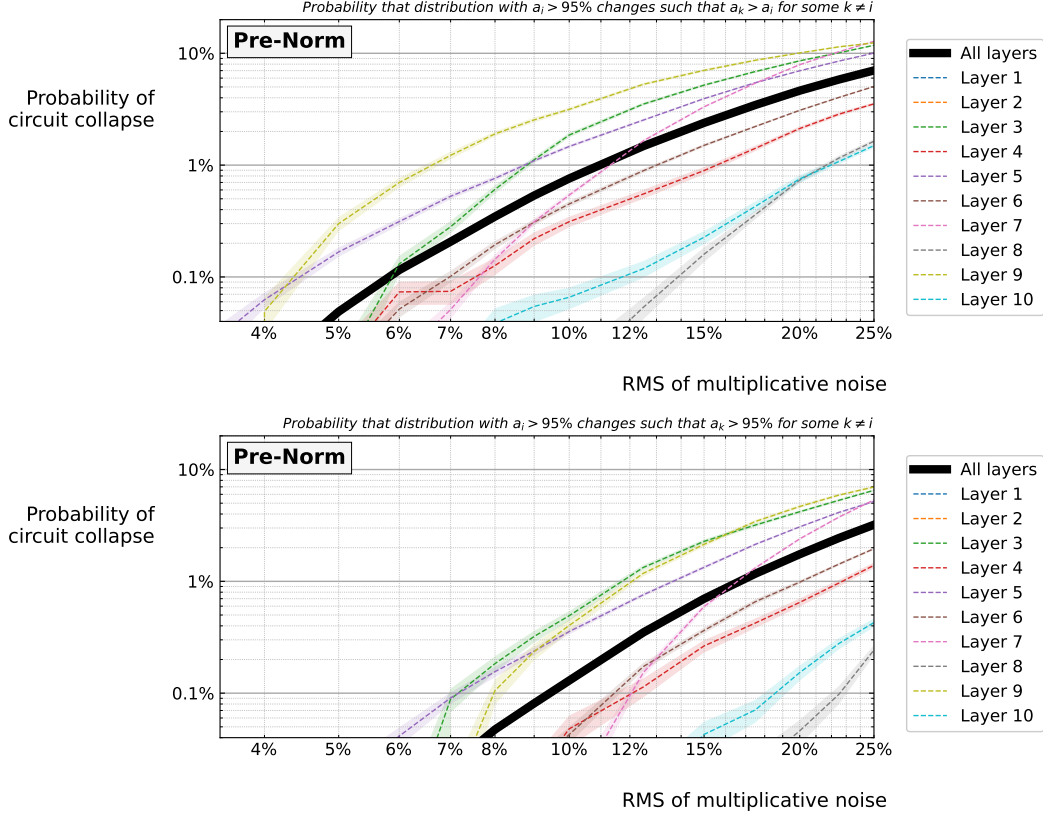 Probability that distribution with a_i > 95% changes such that a_k > a_i for some k ≠ i
Pre-Norm
Probability of
circuit collapse
10%
1%
0.1%
4% 5% 6% 7% 8% 10% 12% 15% 20% 25%
RMS of multiplicative noise
All layers
Layer 1
Layer 2
Layer 3
Layer 4
Layer 5
Layer 6
Layer 7
Layer 8
Layer 9
Layer 10
Probability that distribution with a_i > 95% changes such that a_k > 95% for some k ≠ i
Pre-Norm
Probability of
circuit collapse
10%
1%
0.1%
4% 5% 6% 7% 8% 10% 12% 15% 20% 25%
RMS of multiplicative noise
All layers
Layer 1
Layer 2
Layer 3
Layer 4
Layer 5
Layer 6
Layer 7
Layer 8
Layer 9
Layer 10